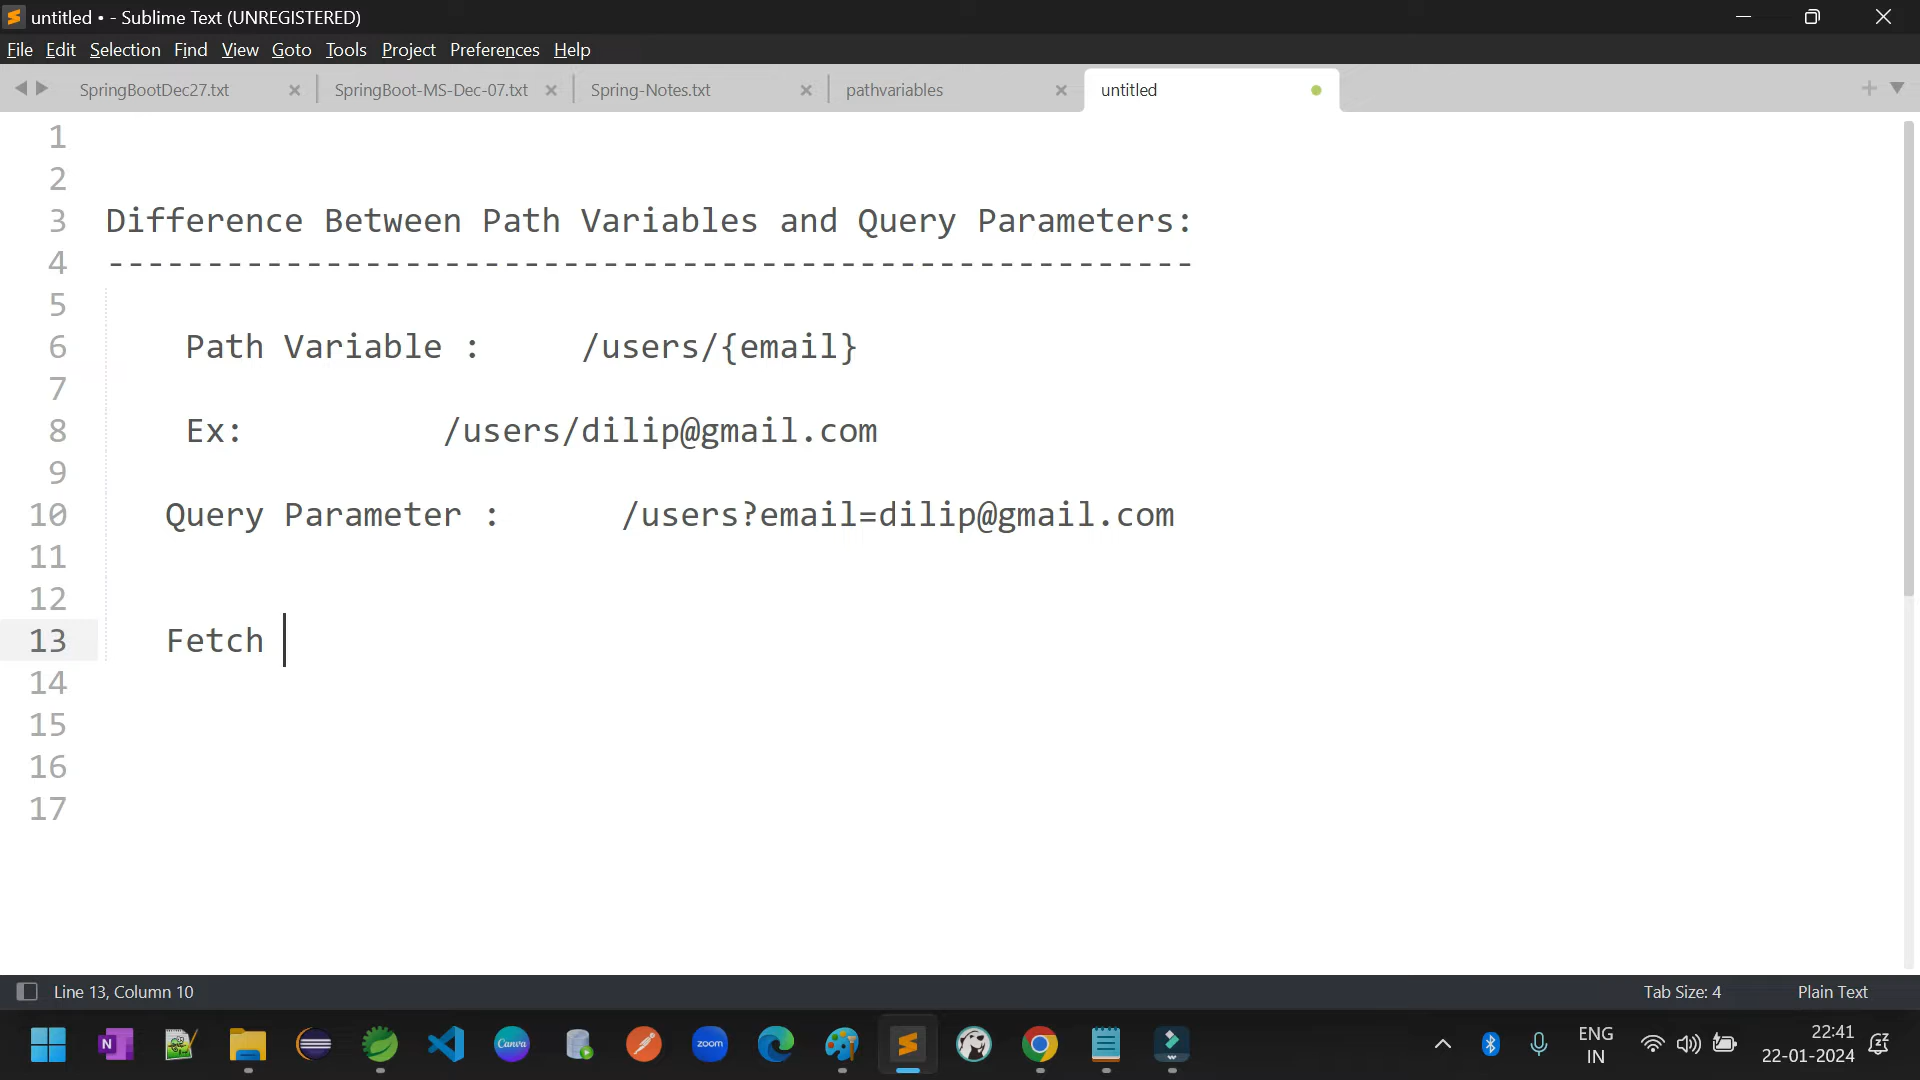 untitled • - Sublime Text (UNREGISTERED)
File Edit Selection Find View Goto Tools Project Preferences Help
SpringBootDec27.txt SpringBoot-MS-Dec-07.txt Spring-Notes.txt pathvariables untitled
1
2
3 Difference Between Path Variables and Query Parameters:
4 -------------------------------------------------------
5
6 Path Variable : /users/{email}
7
8 Ex: /users/dilip@gmail.com
9
10 Query Parameter : /users?email=dilip@gmail.com
11
12
13 Fetch
14
15
16
17
Line 13, Column 10 Tab Size: 4 Plain Text
N Canva zoom ENG 22:41
IN 22-01-2024